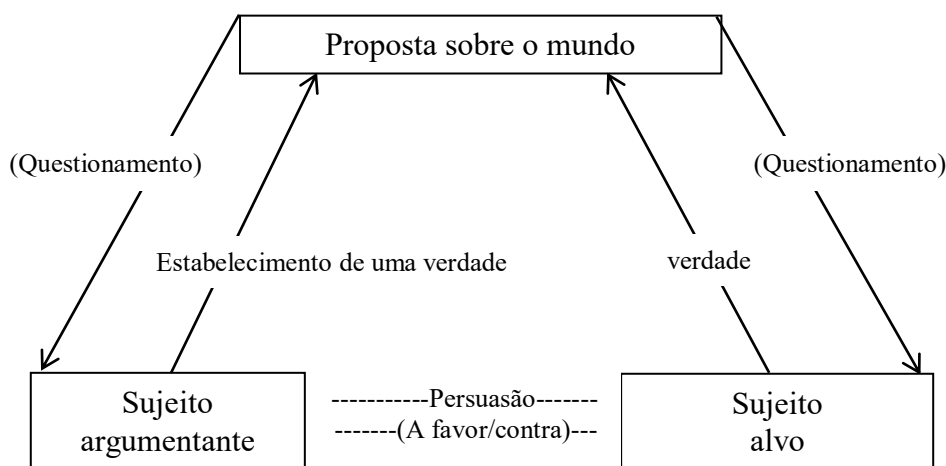 Proposta sobre o mundo
(Questionamento)
(Questionamento)
Estabelecimento de uma verdade
verdade
Sujeito
argumentante
-----------Persuasão-------
-------(A favor/contra)---
Sujeito
alvo